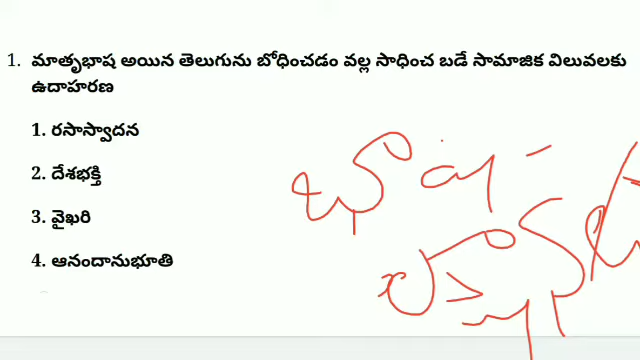 1. మాతృభాష అయిన తెలుగును బోధించడం వల్ల సాధించ బడే సామాజిక విలువలకు
ఉదాహరణ
1. రసాస్వాదన
2. దేశభక్తి
3. వైఖరి
4. ఆనందానుభూతి